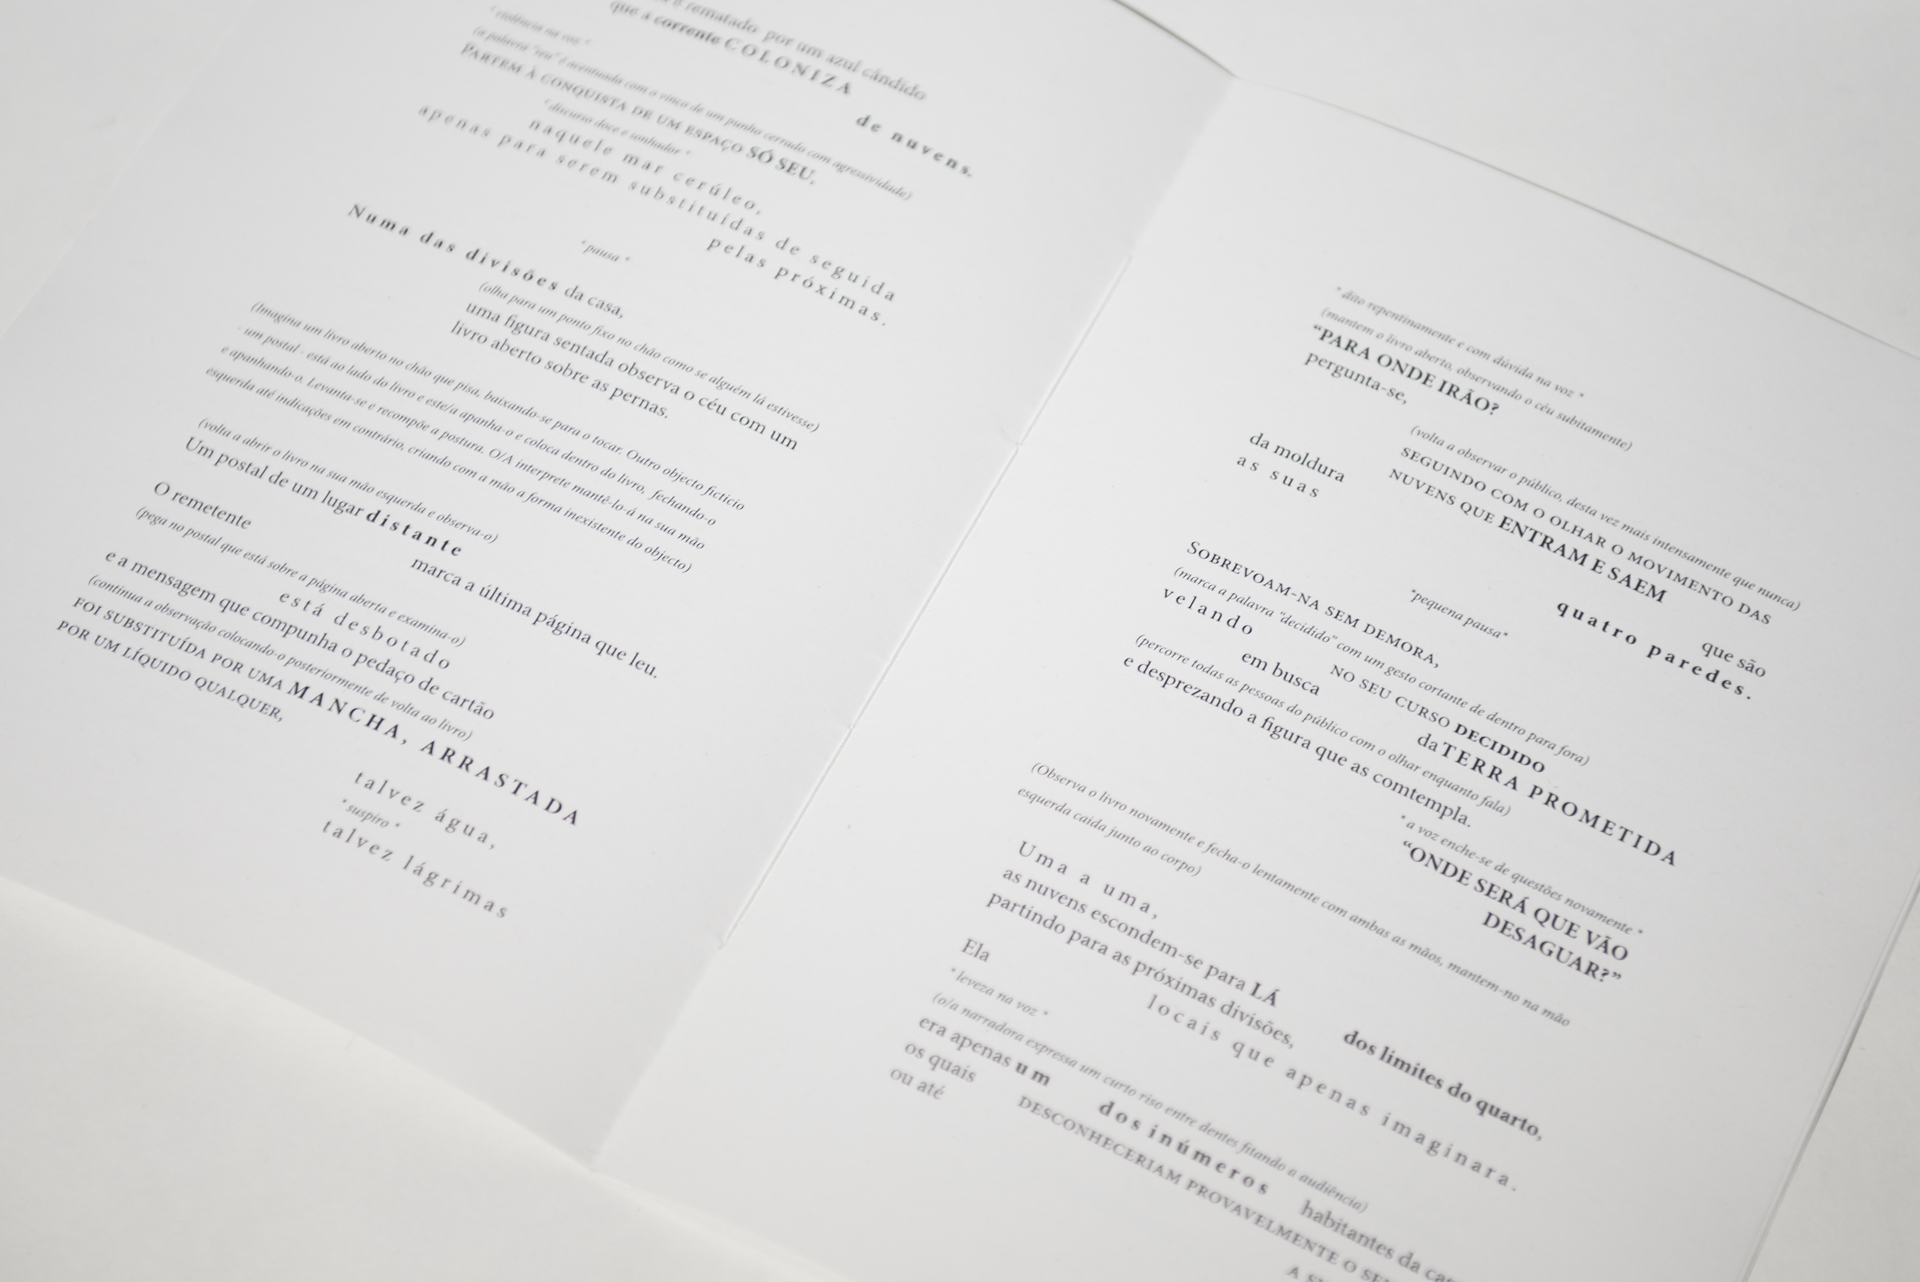 é rematado por um azul cândido
que a corrente COLONIZA
de nuvens.
* violência na voz *
(a palavra "seu" é acentuada com o vinco de um punho cerrado com agressividade)
PARTEM À CONQUISTA DE UM ESPAÇO SÓ SEU,
* discurso doce e sonhador *
naquele mar cerúleo,
apenas para serem substituídas de seguida
pelas próximas.
* pausa *
Numa das divisões da casa,
(olha para um ponto fixo no chão como se alguém lá estivesse)
uma figura sentada observa o céu com um
livro aberto sobre as pernas.
(Imagina um livro aberto no chão que pisa, baixando-se para o tocar. Outro objecto fictício
- um postal - está ao lado do livro e este/a apanha-o e coloca dentro do livro, fechando-o
e apanhando-o. Levanta-se e recompõe a postura. O/A interprete mantê-lo-á na sua mão
esquerda até indicações em contrário, criando com a mão a forma inexistente do objecto)
(volta a abrir o livro na sua mão esquerda e observa-o)
Um postal de um lugar distante
marca a última página que leu.
O remetente
(pega no postal que está sobre a página aberta e examina-o)
está desbotado
e a mensagem que compunha o pedaço de cartão
(continua a observação colocando-o posteriormente de volta ao livro)
FOI SUBSTITUÍDA POR UMA MANCHA, ARRASTADA
POR UM LÍQUIDO QUALQUER,
talvez água,
* suspiro *
talvez lágrimas
* dito repentinamente e com dúvida na voz *
(mantem o livro aberto, observando o céu subitamente)
“PARA ONDE IRÃO?
pergunta-se,
(volta a observar o público, desta vez mais intensamente que nunca)
SEGUINDO COM O OLHAR O MOVIMENTO DAS
NUVENS QUE ENTRAM E SAEM
da moldura
que são
as suas
quatro paredes.
*pequena pausa*
SOBREVOAM-NA SEM DEMORA,
(marca a palavra "decidido" com um gesto cortante de dentro para fora)
velando
NO SEU CURSO DECIDIDO
em busca
da TERRA PROMETIDA
(percorre todas as pessoas do público com o olhar enquanto fala)
e desprezando a figura que as comtempla.
* a voz enche-se de questões novamente *
“ONDE SERÁ QUE VÃO
DESAGUAR?”
(Observa o livro novamente e fecha-o lentamente com ambas as mãos, mantem-no na mão
esquerda caida junto ao corpo)
Uma a uma,
as nuvens escondem-se para LÁ
dos limites do quarto,
partindo para as próximas divisões,
locais que apenas imaginara.
Ela
* leveza na voz *
(o/a narradora expressa um curto riso entre dentes fitando a audiência)
era apenas um
dos inúmeros
habitantes da
os quais
DESCONHECERIAM PROVAVELMENTE O
ou até
A